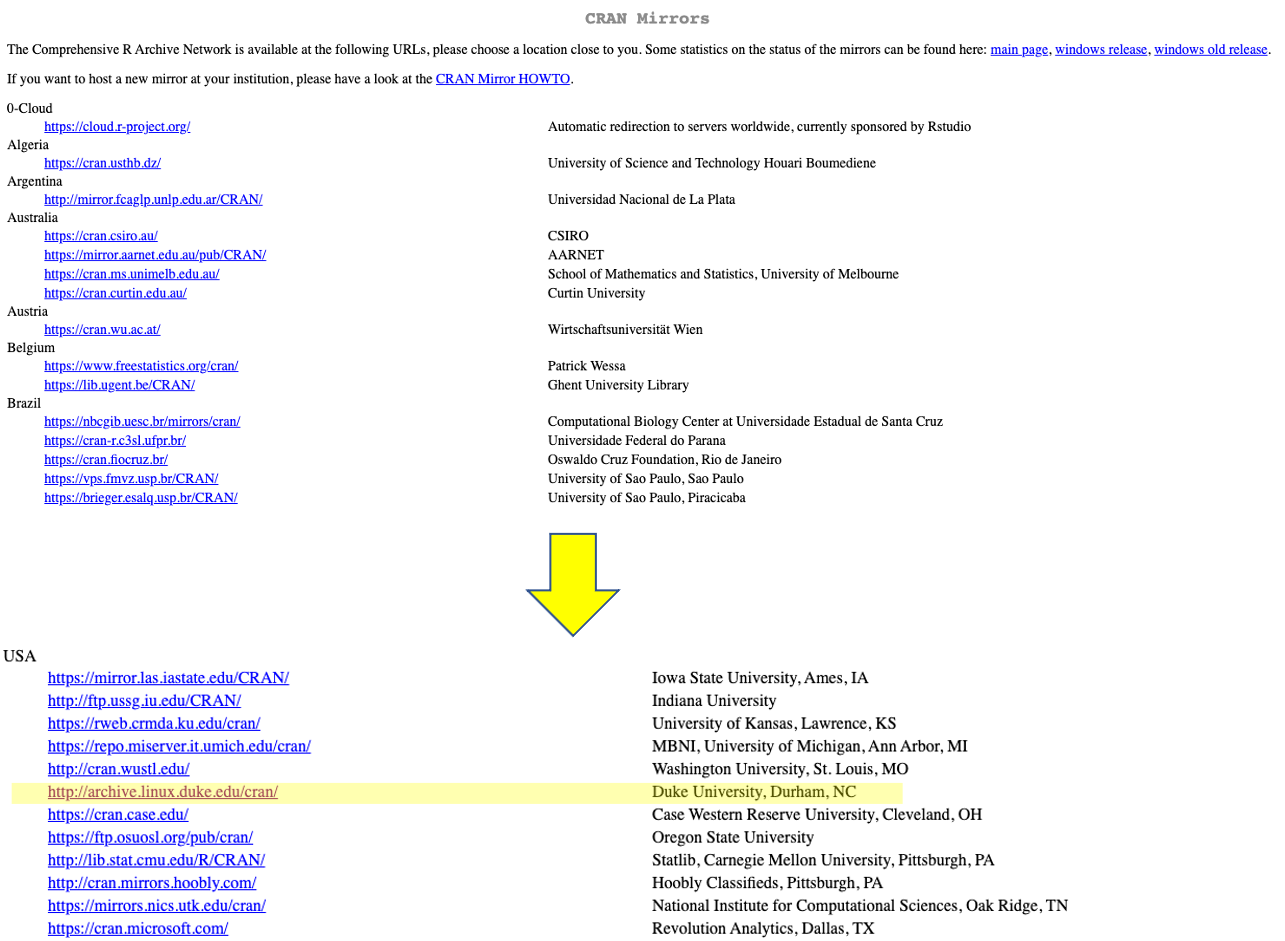 CRAN Mirrors
The Comprehensive R Archive Network is available at the following URLs, please choose a location close to you. Some statistics on the status of the mirrors can be found here: main page, windows release, windows old release.
If you want to host a new mirror at your institution, please have a look at the CRAN Mirror HOWTO.
0-Cloud
https://cloud.r-project.org/ Automatic redirection to servers worldwide, currently sponsored by Rstudio
Algeria
https://cran.usthb.dz/ University of Science and Technology Houari Boumediene
Argentina
http://mirror.fcaglp.unlp.edu.ar/CRAN/ Universidad Nacional de La Plata
Australia
https://cran.csiro.au/ CSIRO
https://mirror.aarnet.edu.au/pub/CRAN/ AARNET
https://cran.ms.unimelb.edu.au/ School of Mathematics and Statistics, University of Melbourne
https://cran.curtin.edu.au/ Curtin University
Austria
https://cran.wu.ac.at/ Wirtschaftsuniversität Wien
Belgium
https://www.freestatistics.org/cran/ Patrick Wessa
https://lib.ugent.be/CRAN/ Ghent University Library
Brazil
https://nbcgib.uesc.br/mirrors/cran/ Computational Biology Center at Universidade Estadual de Santa Cruz
https://cran-r.c3sl.ufpr.br/ Universidade Federal do Parana
https://cran.fiocruz.br/ Oswaldo Cruz Foundation, Rio de Janeiro
https://vps.fmvz.usp.br/CRAN/ University of Sao Paulo, Sao Paulo
https://brieger.esalq.usp.br/CRAN/ University of Sao Paulo, Piracicaba
USA
https://mirror.las.iastate.edu/CRAN/ Iowa State University, Ames, IA
http://ftp.ussg.iu.edu/CRAN/ Indiana University
https://rweb.crmda.ku.edu/cran/ University of Kansas, Lawrence, KS
https://repo.miserver.it.umich.edu/cran/ MBNI, University of Michigan, Ann Arbor, MI
http://cran.wustl.edu/ Washington University, St. Louis, MO
http://archive.linux.duke.edu/cran/ Duke University, Durham, NC
https://cran.case.edu/ Case Western Reserve University, Cleveland, OH
https://ftp.osuosl.org/pub/cran/ Oregon State University
http://lib.stat.cmu.edu/R/CRAN/ Statlib, Carnegie Mellon University, Pittsburgh, PA
http://cran.mirrors.hoobly.com/ Hoobly Classifieds, Pittsburgh, PA
https://mirrors.nics.utk.edu/cran/ National Institute for Computational Sciences, Oak Ridge, TN
https://cran.microsoft.com/ Revolution Analytics, Dallas, TX